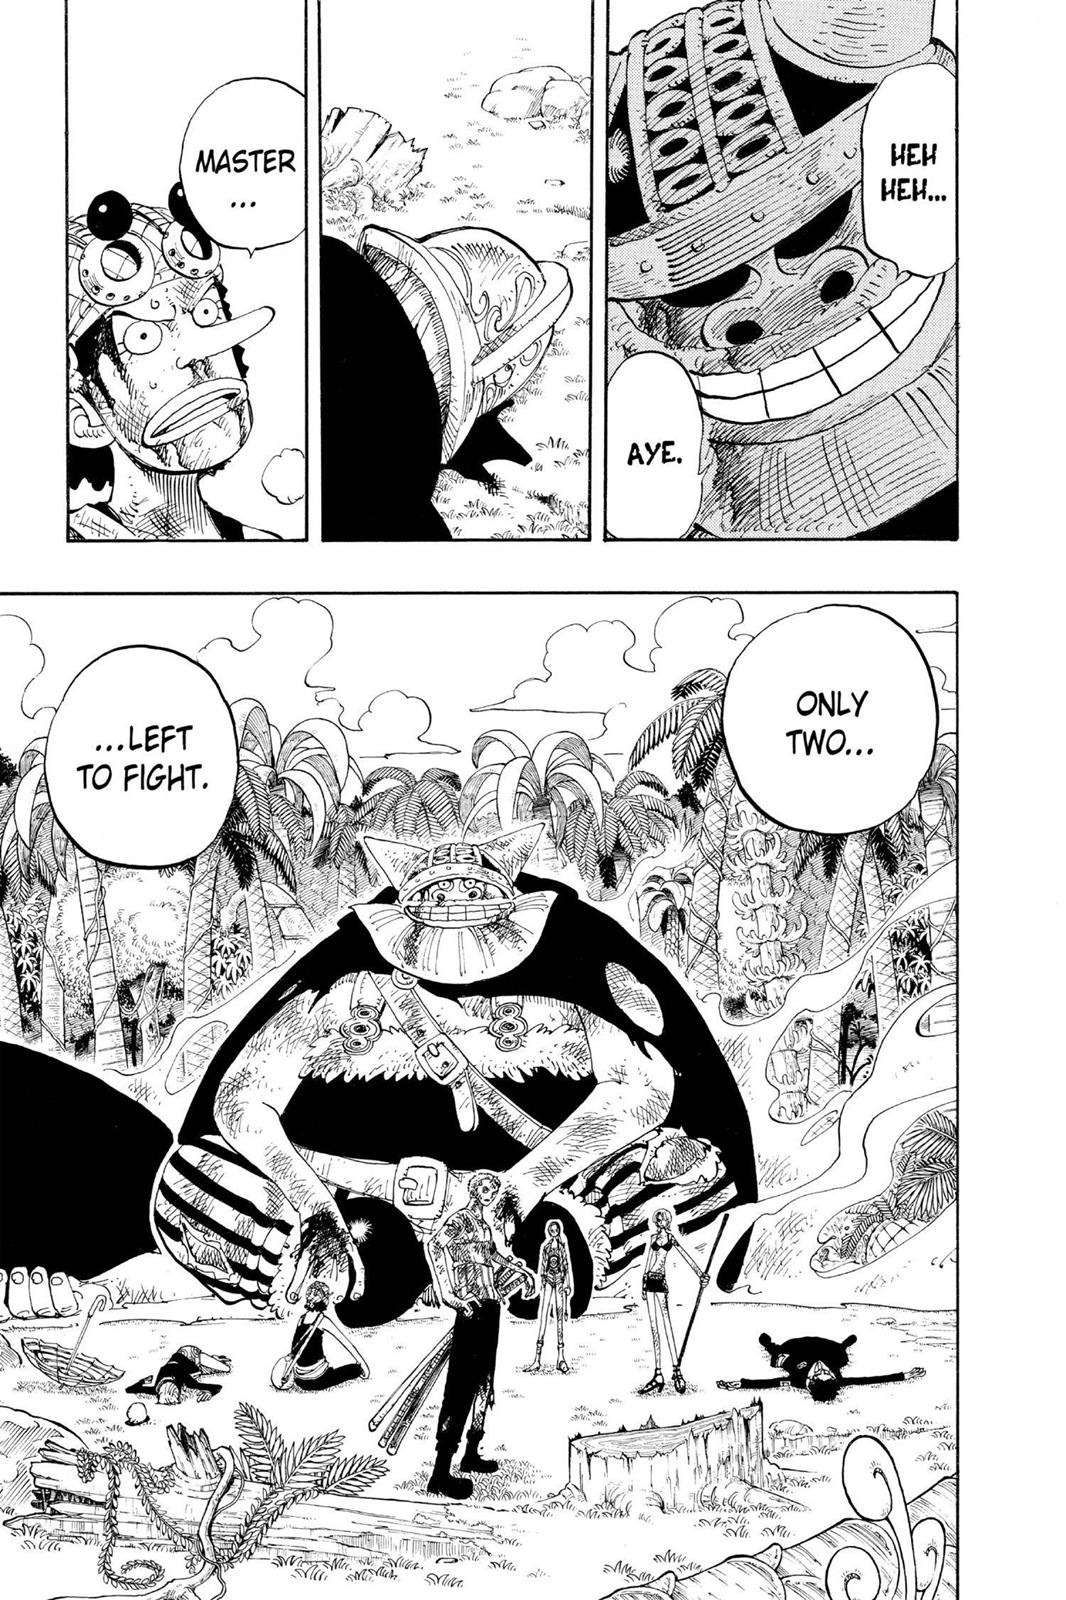 HEH
HEH...
AYE.
MASTER
...
ONLY
TWO...
...LEFT
TO FIGHT.